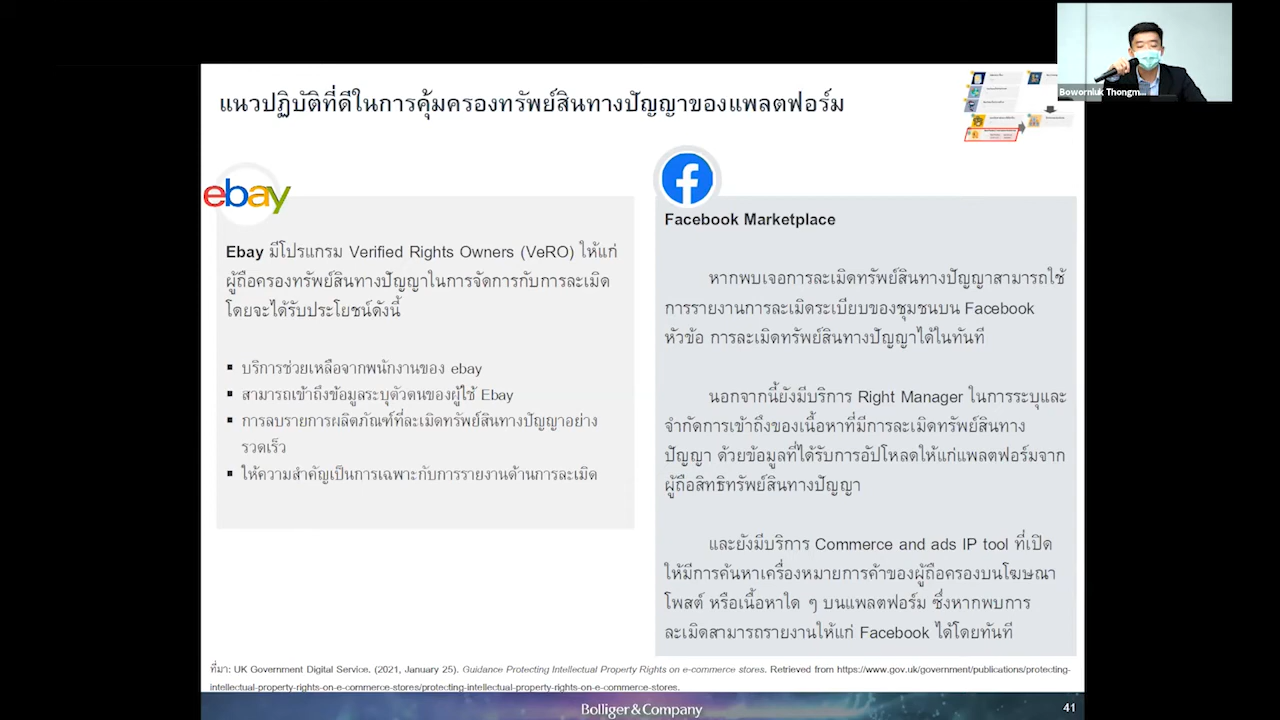 Bowornluk Thongm...
แนวปฏิบัติที่ดีในการคุ้มครองทรัพย์สินทางปัญญาของแพลตฟอร์ม
ebay
Ebay มีโปรแกรม Verified Rights Owners (VeRO) ให้แก่
ผู้ถือครองทรัพย์สินทางปัญญาในการจัดการกับการละเมิด
โดยจะได้รับประโยชน์ดังนี้
▪ บริการช่วยเหลือจากพนักงานของ ebay
▪ สามารถเข้าถึงข้อมูลระบุตัวตนของผู้ใช้ Ebay
▪ การลบรายการผลิตภัณฑ์ที่ละเมิดทรัพย์สินทางปัญญาอย่าง
รวดเร็ว
▪ ให้ความสำคัญเป็นการเฉพาะกับการรายงานด้านการละเมิด
Facebook Marketplace
หากพบเจอการละเมิดทรัพย์สินทางปัญญาสามารถใช้
การรายงานการละเมิดระเบียบของชุมชนบน Facebook
หัวข้อ การละเมิดทรัพย์สินทางปัญญาได้ในทันที
นอกจากนี้ยังมีบริการ Right Manager ในการระบุและ
จำกัดการเข้าถึงของเนื้อหาที่มีการละเมิดทรัพย์สินทาง
ปัญญา ด้วยข้อมูลที่ได้รับการอัปโหลดให้แก่แพลตฟอร์มจาก
ผู้ถือสิทธิทรัพย์สินทางปัญญา
และยังมีบริการ Commerce and ads IP tool ที่เปิด
ให้มีการค้นหาเครื่องหมายการค้าของผู้ถือครองบนโฆษณา
โพสต์ หรือเนื้อหาใด ๆ บนแพลตฟอร์ม ซึ่งหากพบการ
ละเมิดสามารถรายงานให้แก่ Facebook ได้โดยทันที
ที่มา: UK Government Digital Service. (2021, January 25). Guidance Protecting Intellectual Property Rights on e-commerce stores. Retrieved from https://www.gov.uk/government/publications/protecting-
intellectual-property-rights-on-e-commerce-stores/protecting-intellectual-property-rights-on-e-commerce-stores.
Bolliger & Company
41